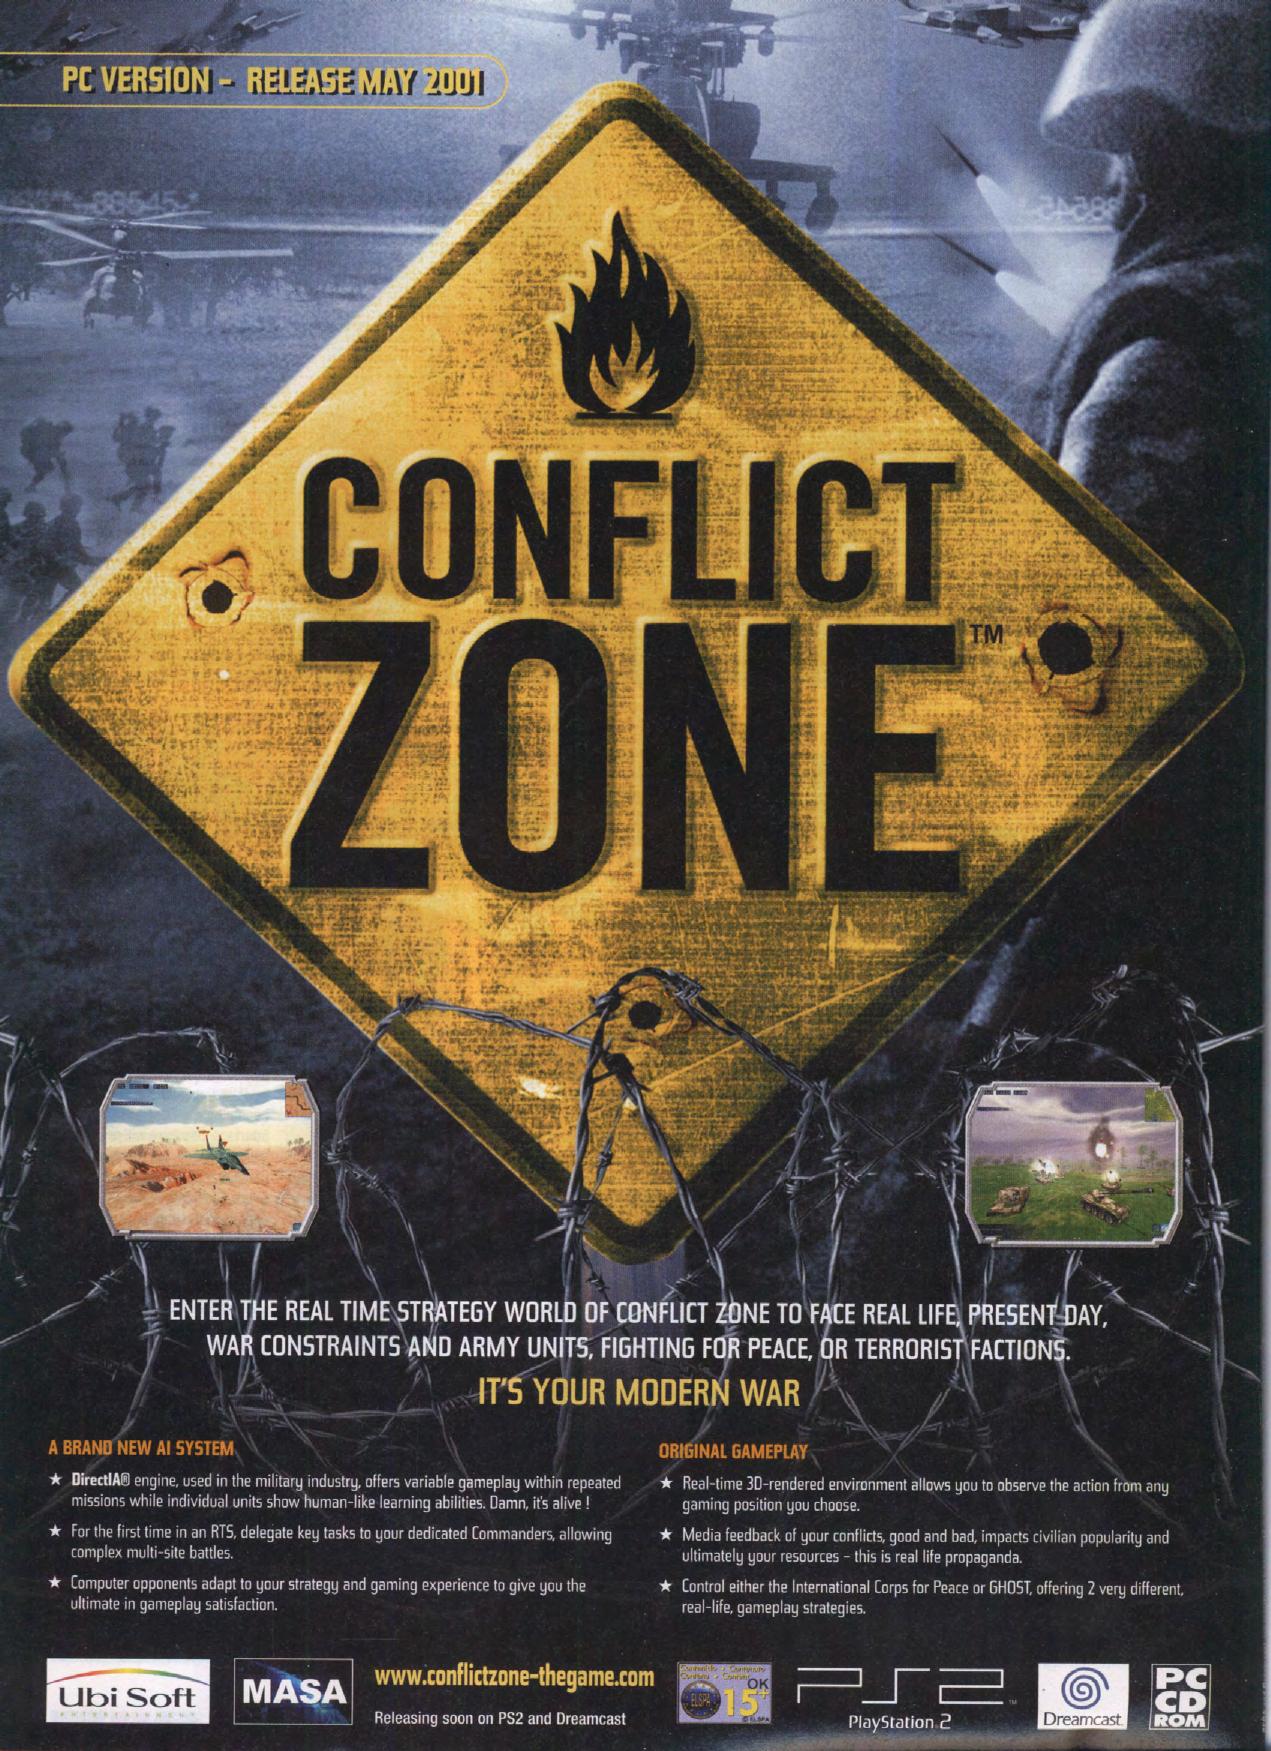 PC VERSION - RELEASE MAY 2001
CONFLICT
ZONE™
ENTER THE REAL TIME STRATEGY WORLD OF CONFLICT ZONE TO FACE REAL LIFE, PRESENT DAY,
WAR CONSTRAINTS AND ARMY UNITS, FIGHTING FOR PEACE, OR TERRORIST FACTIONS.
IT'S YOUR MODERN WAR
A BRAND NEW AI SYSTEM
★ DirectIA® engine, used in the military industry, offers variable gameplay within repeated
missions while individual units show human-like learning abilities. Damn, it's alive !
★ For the first time in an RTS, delegate key tasks to your dedicated Commanders, allowing
complex multi-site battles.
★ Computer opponents adapt to your strategy and gaming experience to give you the
ultimate in gameplay satisfaction.
ORIGINAL GAMEPLAY
★ Real-time 3D-rendered environment allows you to observe the action from any
gaming position you choose.
★ Media feedback of your conflicts, good and bad, impacts civilian popularity and
ultimately your resources – this is real life propaganda.
★ Control either the International Corps for Peace or GHOST, offering 2 very different,
real-life, gameplay strategies.
Ubi Soft
ENTERTAINMENT
MASA
www.conflictzone-thegame.com
Releasing soon on PS2 and Dreamcast
ELSPA
OK
15+
© ELSPA
PS2™
PlayStation 2
Dreamcast
PC
CD
ROM